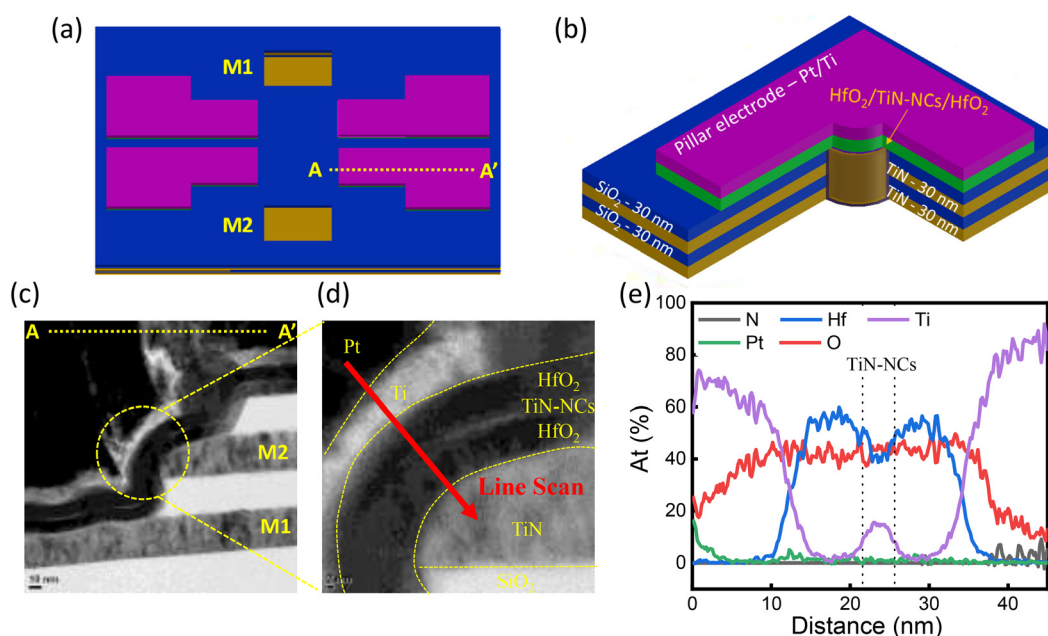 (a)
M1
A
A'
M2
(b)
Pillar electrode – Pt/Ti
HfO₂/TiN-NCs/HfO₂
SiO₂ - 30 nm
SiO₂ - 30 nm
TiN - 30 nm
TiN - 30 nm
(c)
A
A'
M2
M1
10 nm
(d)
Pt
Ti
HfO₂
TiN-NCs
HfO₂
Line Scan
TiN
SiO₂
(e)
N
Hf
Ti
Pt
O
TiN-NCs
At (%)
100
80
60
40
20
0
0
10
20
30
40
Distance (nm)